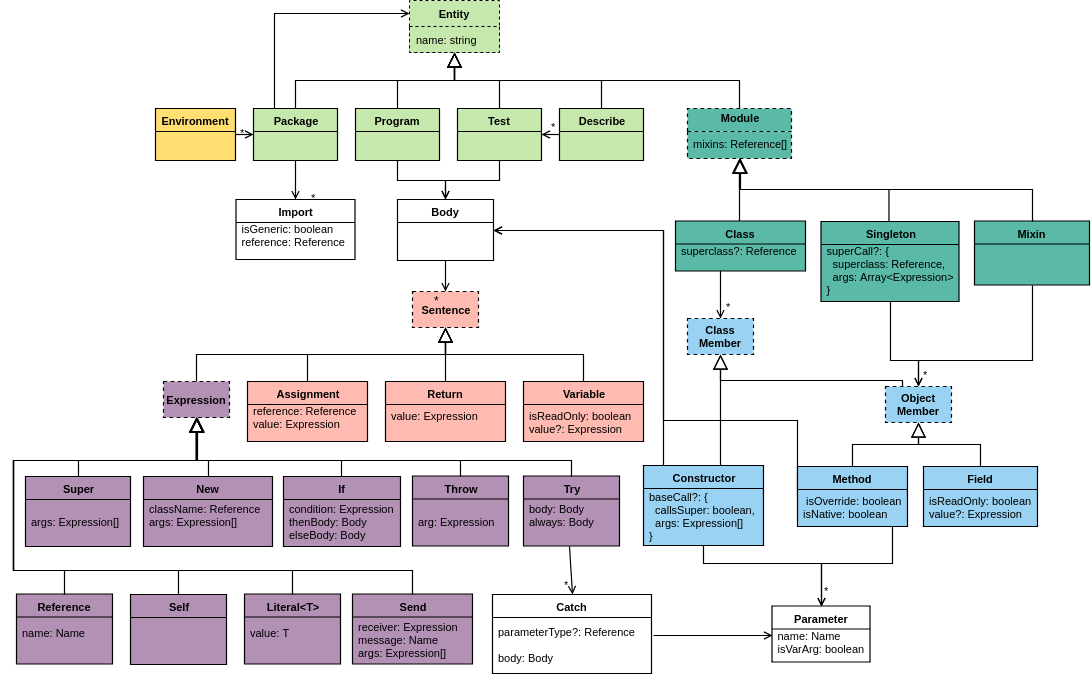 Entity
name: string
Environment
*
Package
Program
Test
*
Describe
Module
mixins: Reference[]
*
Import
isGeneric: boolean
reference: Reference
Body
Class
superclass?: Reference
Singleton
superCall?: {
superclass: Reference,
args: Array<Expression>
}
Mixin
*
Sentence
*
Class
Member
*
Object
Member
Expression
Assignment
reference: Reference
value: Expression
Return
value: Expression
Variable
isReadOnly: boolean
value?: Expression
Super
args: Expression[]
New
className: Reference
args: Expression[]
If
condition: Expression
thenBody: Body
elseBody: Body
Throw
arg: Expression
Try
body: Body
always: Body
Constructor
baseCall?: {
callsSuper: boolean,
args: Expression[]
}
Method
isOverride: boolean
isNative: boolean
Field
isReadOnly: boolean
value?: Expression
*
*
Reference
name: Name
Self
Literal<T>
value: T
Send
receiver: Expression
message: Name
args: Expression[]
Catch
parameterType?: Reference
body: Body
Parameter
name: Name
isVarArg: boolean